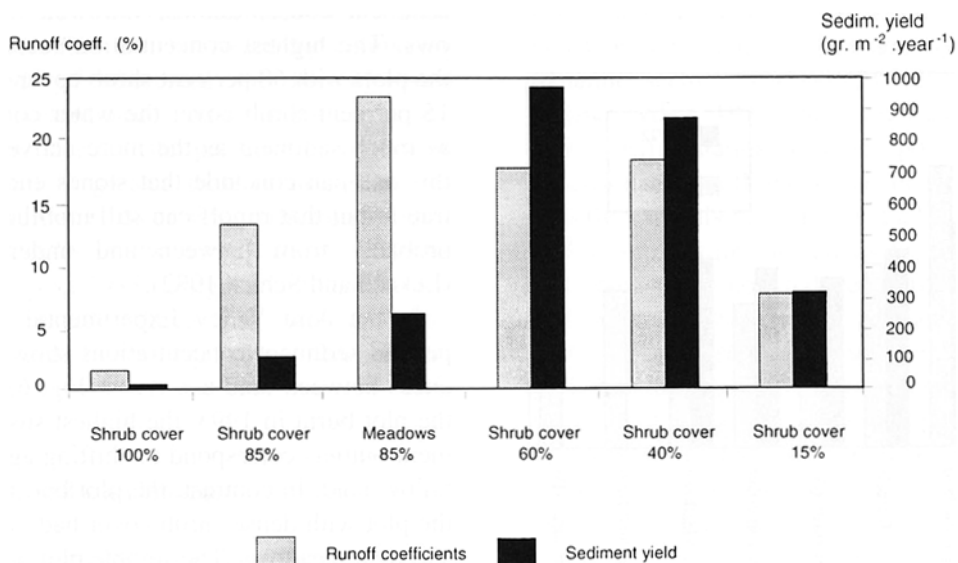 Runoff coeff. (%)
Sedim. yield
(gr. m⁻² .year⁻¹)
25
20
15
10
5
0
1000
900
800
700
600
500
400
300
200
100
0
Shrub cover
100%
Shrub cover
85%
Meadows
85%
Shrub cover
60%
Shrub cover
40%
Shrub cover
15%
Runoff coefficients
Sediment yield